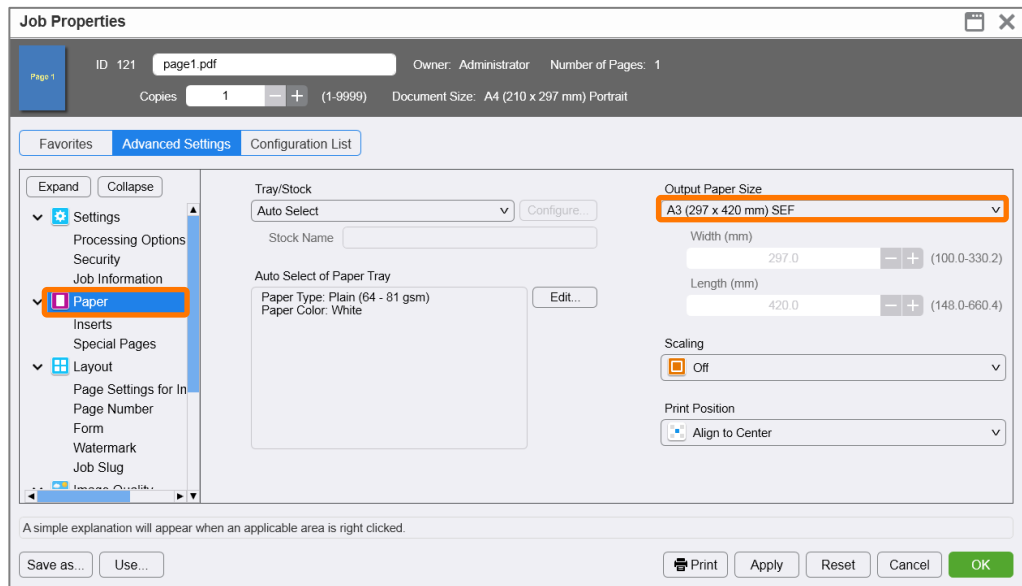 Job Properties
Page 1
ID 121 page1.pdf Owner: Administrator Number of Pages: 1
Copies 1 (1-9999) Document Size: A4 (210 x 297 mm) Portrait
Favorites Advanced Settings Configuration List
Expand Collapse
Settings
Processing Options
Security
Job Information
Paper
Inserts
Special Pages
Layout
Page Settings for Im
Page Number
Form
Watermark
Job Slug
Image Quality
Tray/Stock
Auto Select Configure...
Stock Name
Auto Select of Paper Tray
Paper Type: Plain (64 - 81 gsm)
Paper Color: White
Edit...
Output Paper Size
A3 (297 x 420 mm) SEF
Width (mm)
297.0 (100.0-330.2)
Length (mm)
420.0 (148.0-660.4)
Scaling
Off
Print Position
Align to Center
A simple explanation will appear when an applicable area is right clicked.
Save as... Use... Print Apply Reset Cancel OK